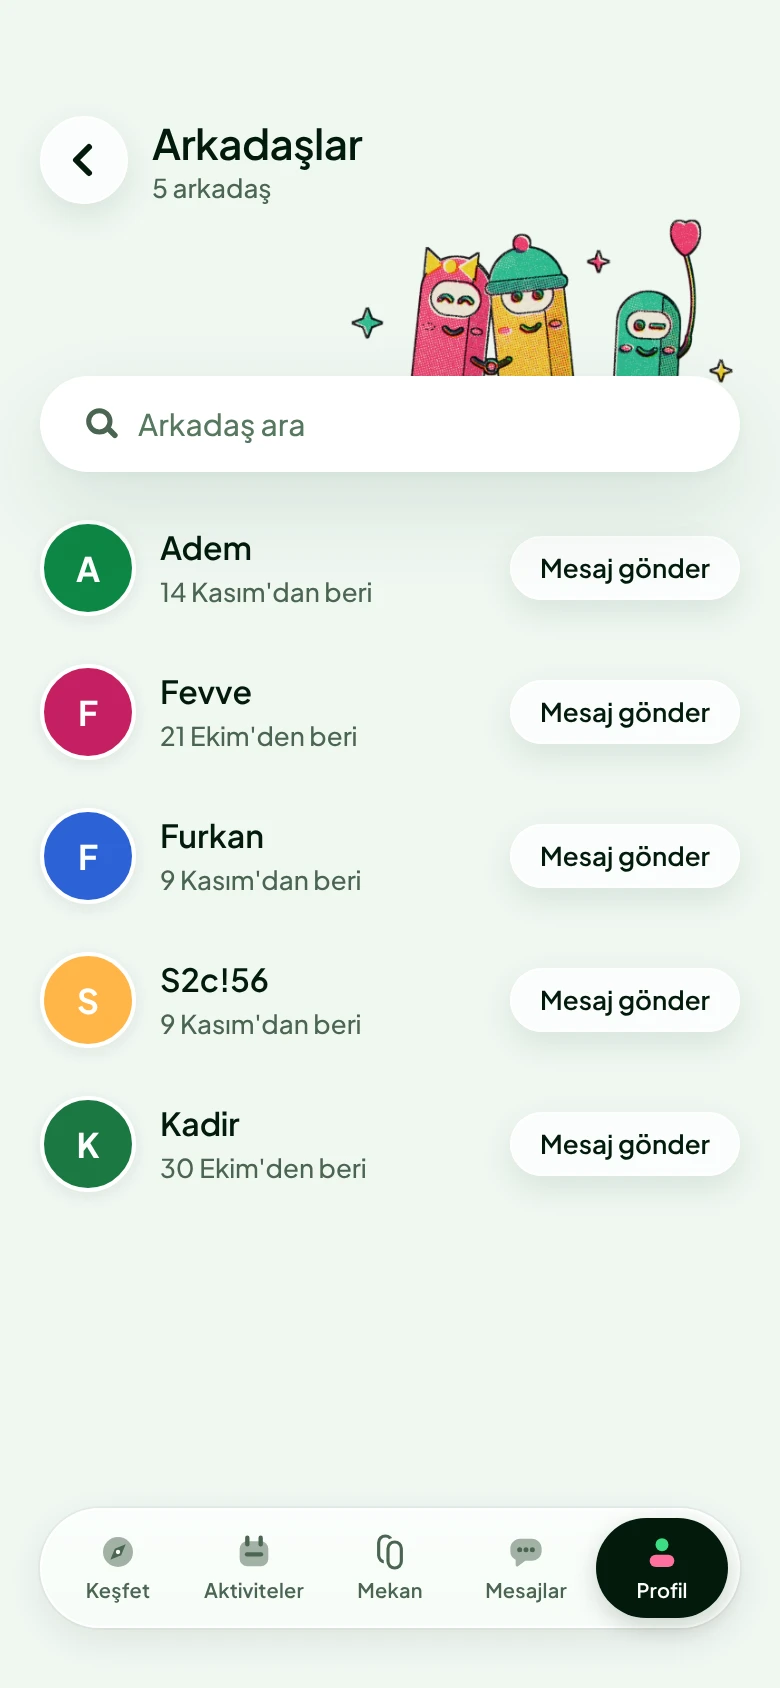 Arkadaşlar
5 arkadaş
Arkadaş ara
A
Adem
14 Kasım'dan beri
Mesaj gönder
F
Fevve
21 Ekim'den beri
Mesaj gönder
F
Furkan
9 Kasım'dan beri
Mesaj gönder
S
S2c!56
9 Kasım'dan beri
Mesaj gönder
K
Kadir
30 Ekim'den beri
Mesaj gönder
Keşfet
Aktiviteler
Mekan
Mesajlar
Profil